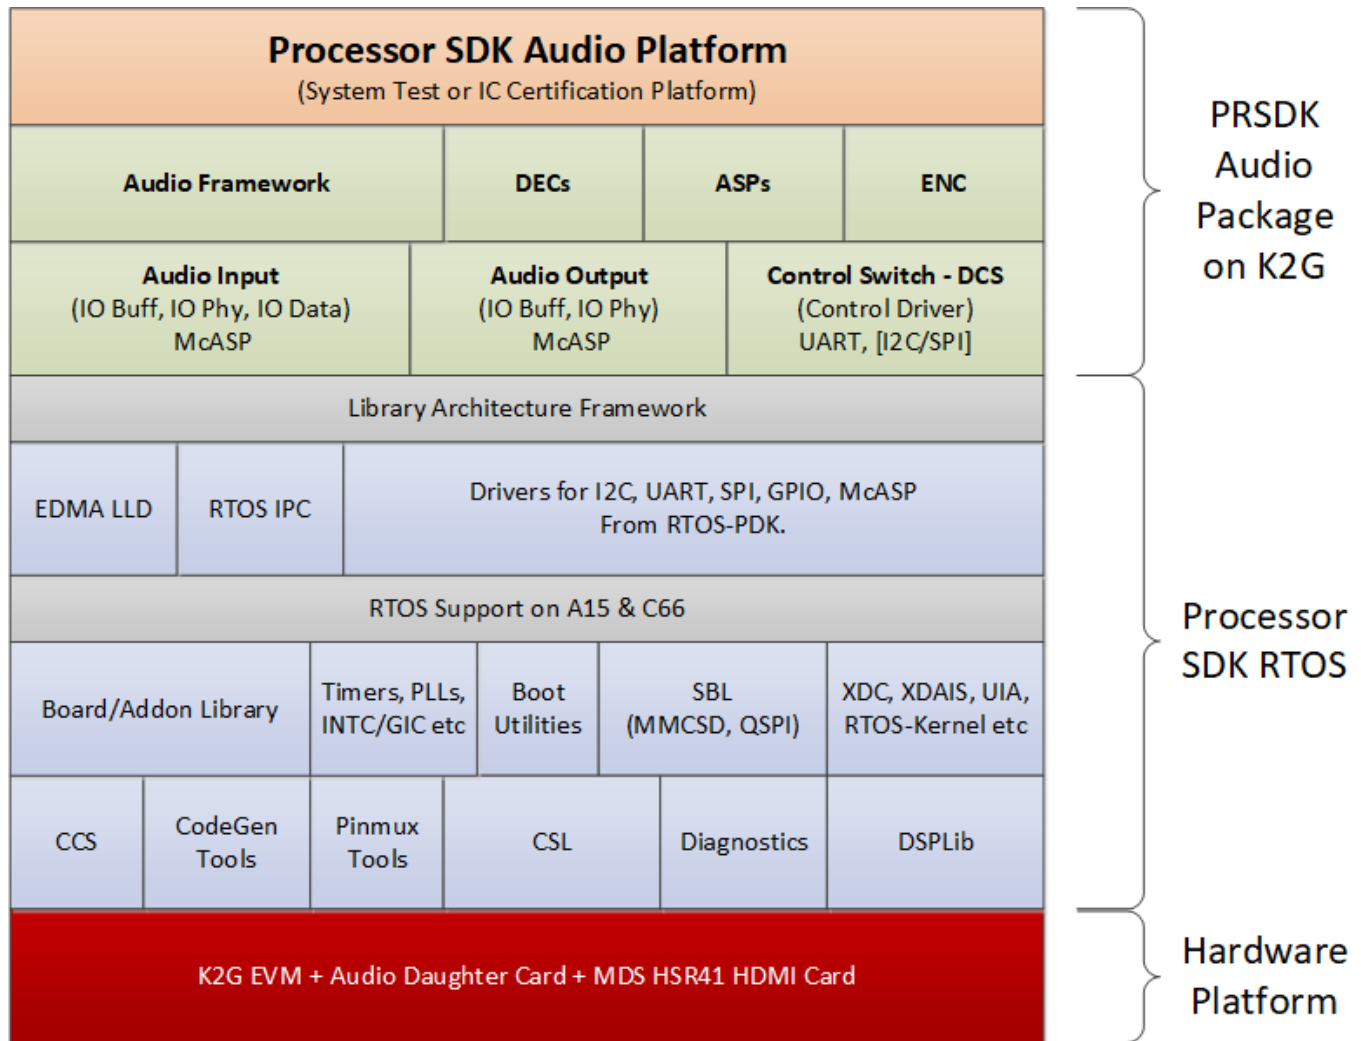 Processor SDK Audio Platform
(System Test or IC Certification Platform)
Audio Framework
DECs
ASPs
ENC
Audio Input
(IO Buff, IO Phy, IO Data)
McASP
Audio Output
(IO Buff, IO Phy)
McASP
Control Switch - DCS
(Control Driver)
UART, [I2C/SPI]
PRSDK
Audio
Package
on K2G
Library Architecture Framework
EDMA LLD
RTOS IPC
Drivers for I2C, UART, SPI, GPIO, McASP
From RTOS-PDK.
RTOS Support on A15 & C66
Board/Addon Library
Timers, PLLs,
INTC/GIC etc
Boot
Utilities
SBL
(MMCSD, QSPI)
XDC, XDAIS, UIA,
RTOS-Kernel etc
CCS
CodeGen
Tools
Pinmux
Tools
CSL
Diagnostics
DSPLib
Processor
SDK RTOS
K2G EVM + Audio Daughter Card + MDS HSR41 HDMI Card
Hardware
Platform